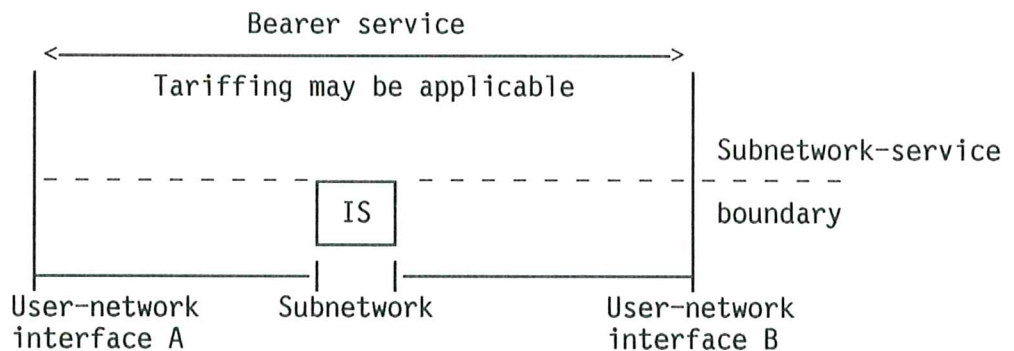 Bearer service
Tariffing may be applicable
Subnetwork-service
IS
boundary
User-network
interface A
Subnetwork
User-network
interface B